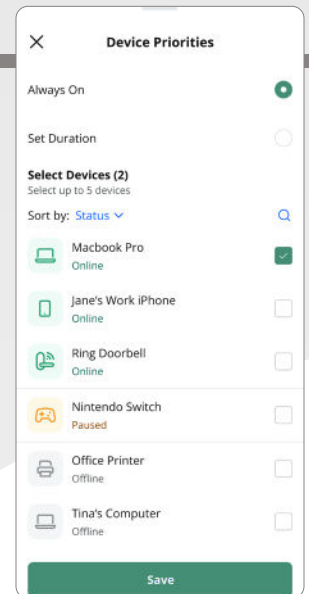 Device Priorities
Always On
Set Duration
Select Devices (2)
Select up to 5 devices
Sort by: Status
Macbook Pro
Online
Jane's Work iPhone
Online
Ring Doorbell
Online
Nintendo Switch
Paused
Office Printer
Offline
Tina's Computer
Offline
Save